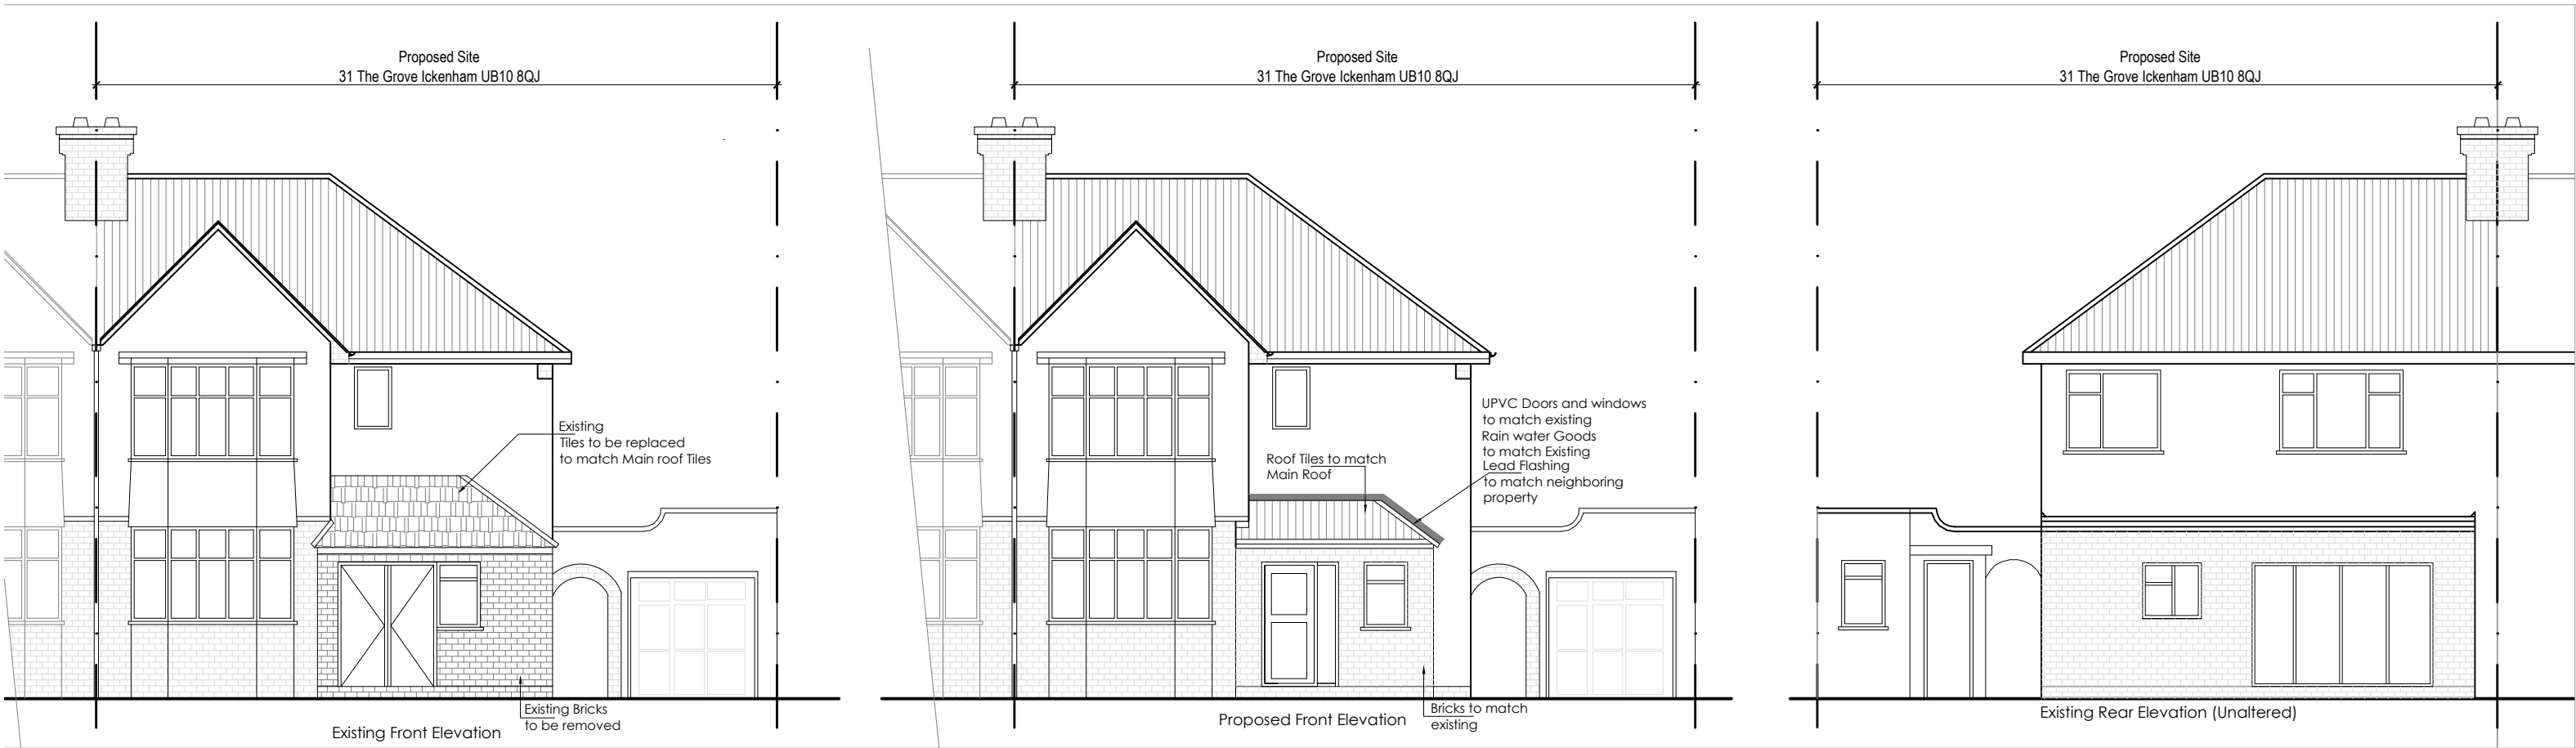 Proposed Site
31 The Grove Ickenham UB10 8QJ
Existing
Tiles to be replaced
to match Main roof Tiles
Existing Bricks
to be removed
Existing Front Elevation
Proposed Site
31 The Grove Ickenham UB10 8QJ
Roof Tiles to match
Main Roof
UPVC Doors and windows
to match existing
Rain water Goods
to match Existing
Lead Flashing
to match neighboring
property
Bricks to match
existing
Proposed Front Elevation
Proposed Site
31 The Grove Ickenham UB10 8QJ
Existing Rear Elevation (Unaltered)